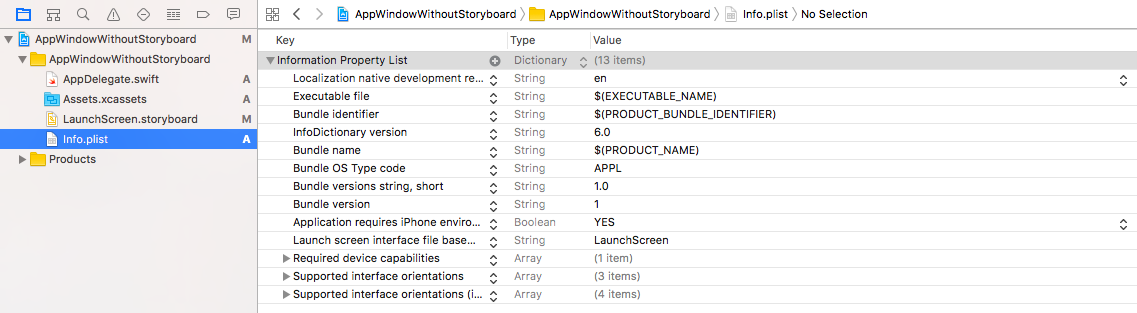 AppWindowWithoutStoryboard M
AppWindowWithoutStoryboard
AppDelegate.swift A
Assets.xcassets A
LaunchScreen.storyboard M
Info.plist A
Products
AppWindowWithoutStoryboard AppWindowWithoutStoryboard Info.plist No Selection
Key Type Value
Information Property List Dictionary (13 items)
Localization native development re... String en
Executable file String $(EXECUTABLE_NAME)
Bundle identifier String $(PRODUCT_BUNDLE_IDENTIFIER)
InfoDictionary version String 6.0
Bundle name String $(PRODUCT_NAME)
Bundle OS Type code String APPL
Bundle versions string, short String 1.0
Bundle version String 1
Application requires iPhone enviro... Boolean YES
Launch screen interface file base... String LaunchScreen
Required device capabilities Array (1 item)
Supported interface orientations Array (3 items)
Supported interface orientations (i... Array (4 items)